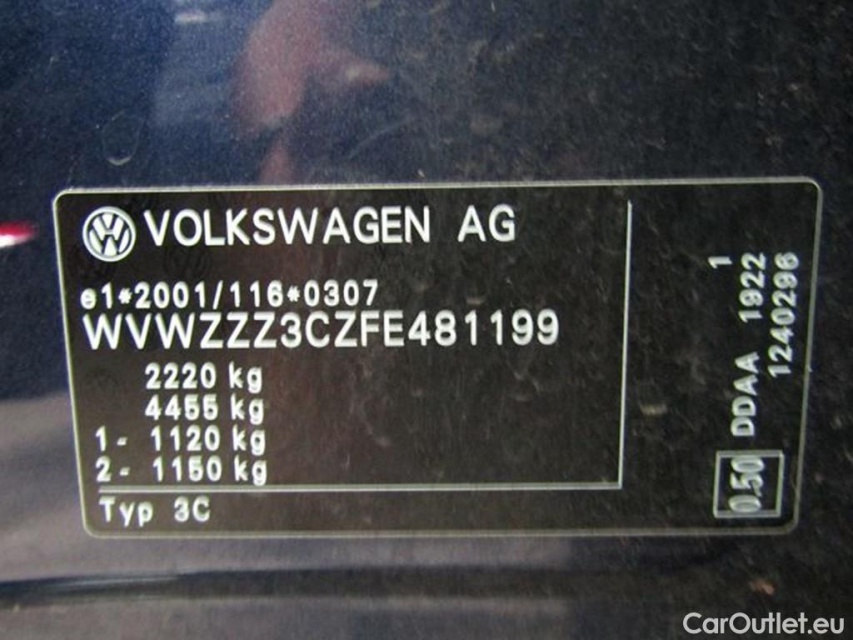 VOLKSWAGEN AG
e1*2001/116*0307
WVWZZZ3CZFE481199
2220 kg
4455 kg
1- 1120 kg
2- 1150 kg
Typ 3C
1
DDAA 1922
1240296
0.50
CarOutlet.eu